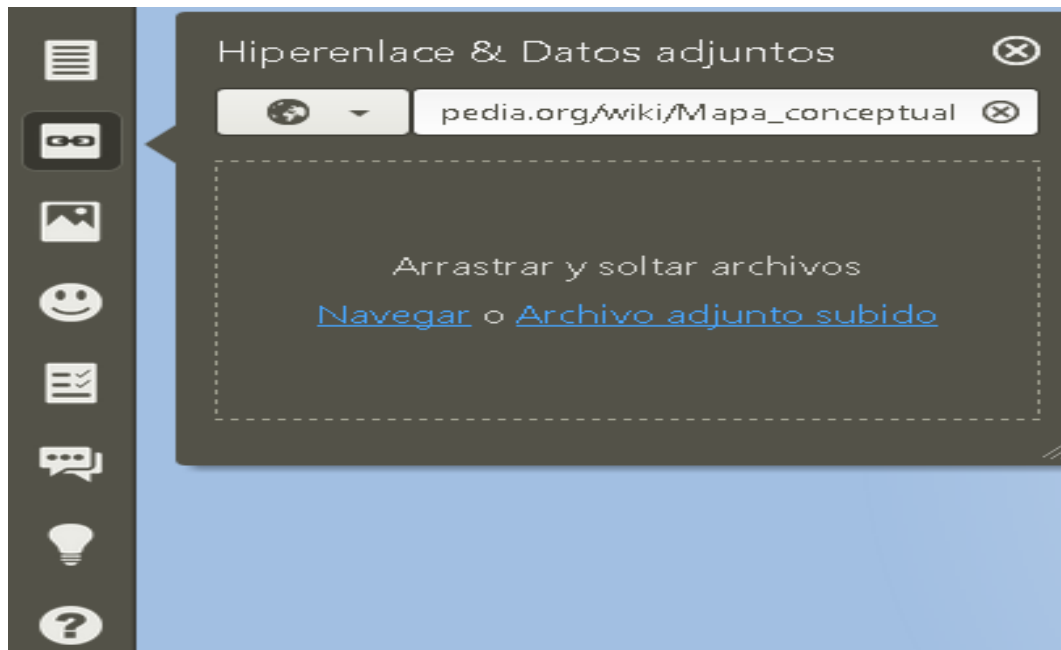 Hiperenlace & Datos adjuntos
pedia.org/wiki/Mapa_conceptual
Arrastrar y soltar archivos
Navegar o Archivo adjunto subido